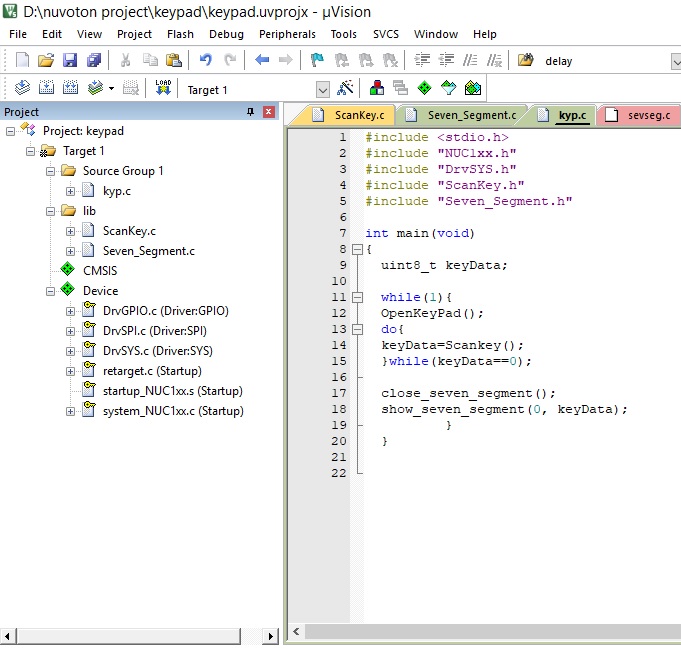 D:\nuvoton project\keypad\keypad.uvprojx - µVision
File Edit View Project Flash Debug Peripherals Tools SVCS Window Help
delay
LOAD Target 1
Project
ScanKey.c Seven_Segment.c kyp.c sevseg.c
Project: keypad
Target 1
Source Group 1
kyp.c
lib
ScanKey.c
Seven_Segment.c
CMSIS
Device
DrvGPIO.c (Driver:GPIO)
DrvSPI.c (Driver:SPI)
DrvSYS.c (Driver:SYS)
retarget.c (Startup)
startup_NUC1xx.s (Startup)
system_NUC1xx.c (Startup)
1 #include <stdio.h>
2 #include "NUC1xx.h"
3 #include "DrvSYS.h"
4 #include "ScanKey.h"
5 #include "Seven_Segment.h"
6
7 int main(void)
8 {
9 uint8_t keyData;
10
11 while(1){
12 OpenKeyPad();
13 do{
14 keyData=Scankey();
15 }while(keyData==0);
16
17 close_seven_segment();
18 show_seven_segment(0, keyData);
19 }
20 }
21
22